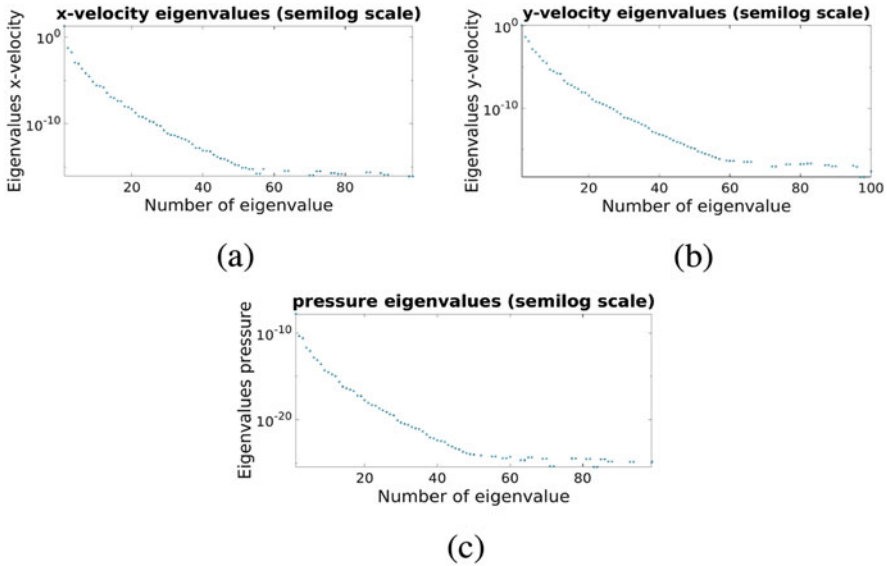 x-velocity eigenvalues (semilog scale)
Eigenvalues x-velocity
10^0
10^-10
20 40 60 80
Number of eigenvalue
(a)
y-velocity eigenvalues (semilog scale)
Eigenvalues y-velocity
10^0
10^-10
20 40 60 80 100
Number of eigenvalue
(b)
pressure eigenvalues (semilog scale)
Eigenvalues pressure
10^-10
10^-20
20 40 60 80
Number of eigenvalue
(c)